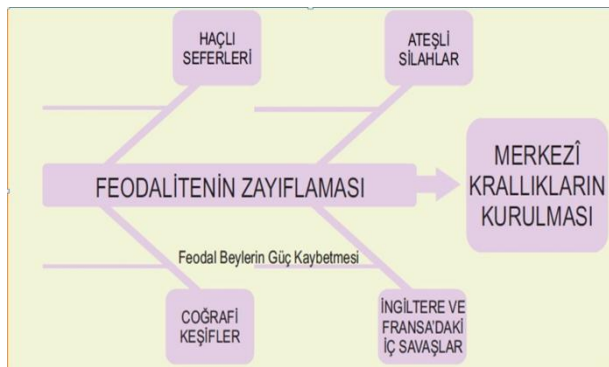 HAÇLI
SEFERLERİ
ATEŞLİ
SİLAHLAR
FEODALİTENİN ZAYIFLAMASI
MERKEZÎ
KRALLIKLARIN
KURULMASI
Feodal Beylerin Güç Kaybetmesi
COĞRAFİ
KEŞİFLER
İNGİLTERE VE
FRANSA'DAKİ
İÇ SAVAŞLAR